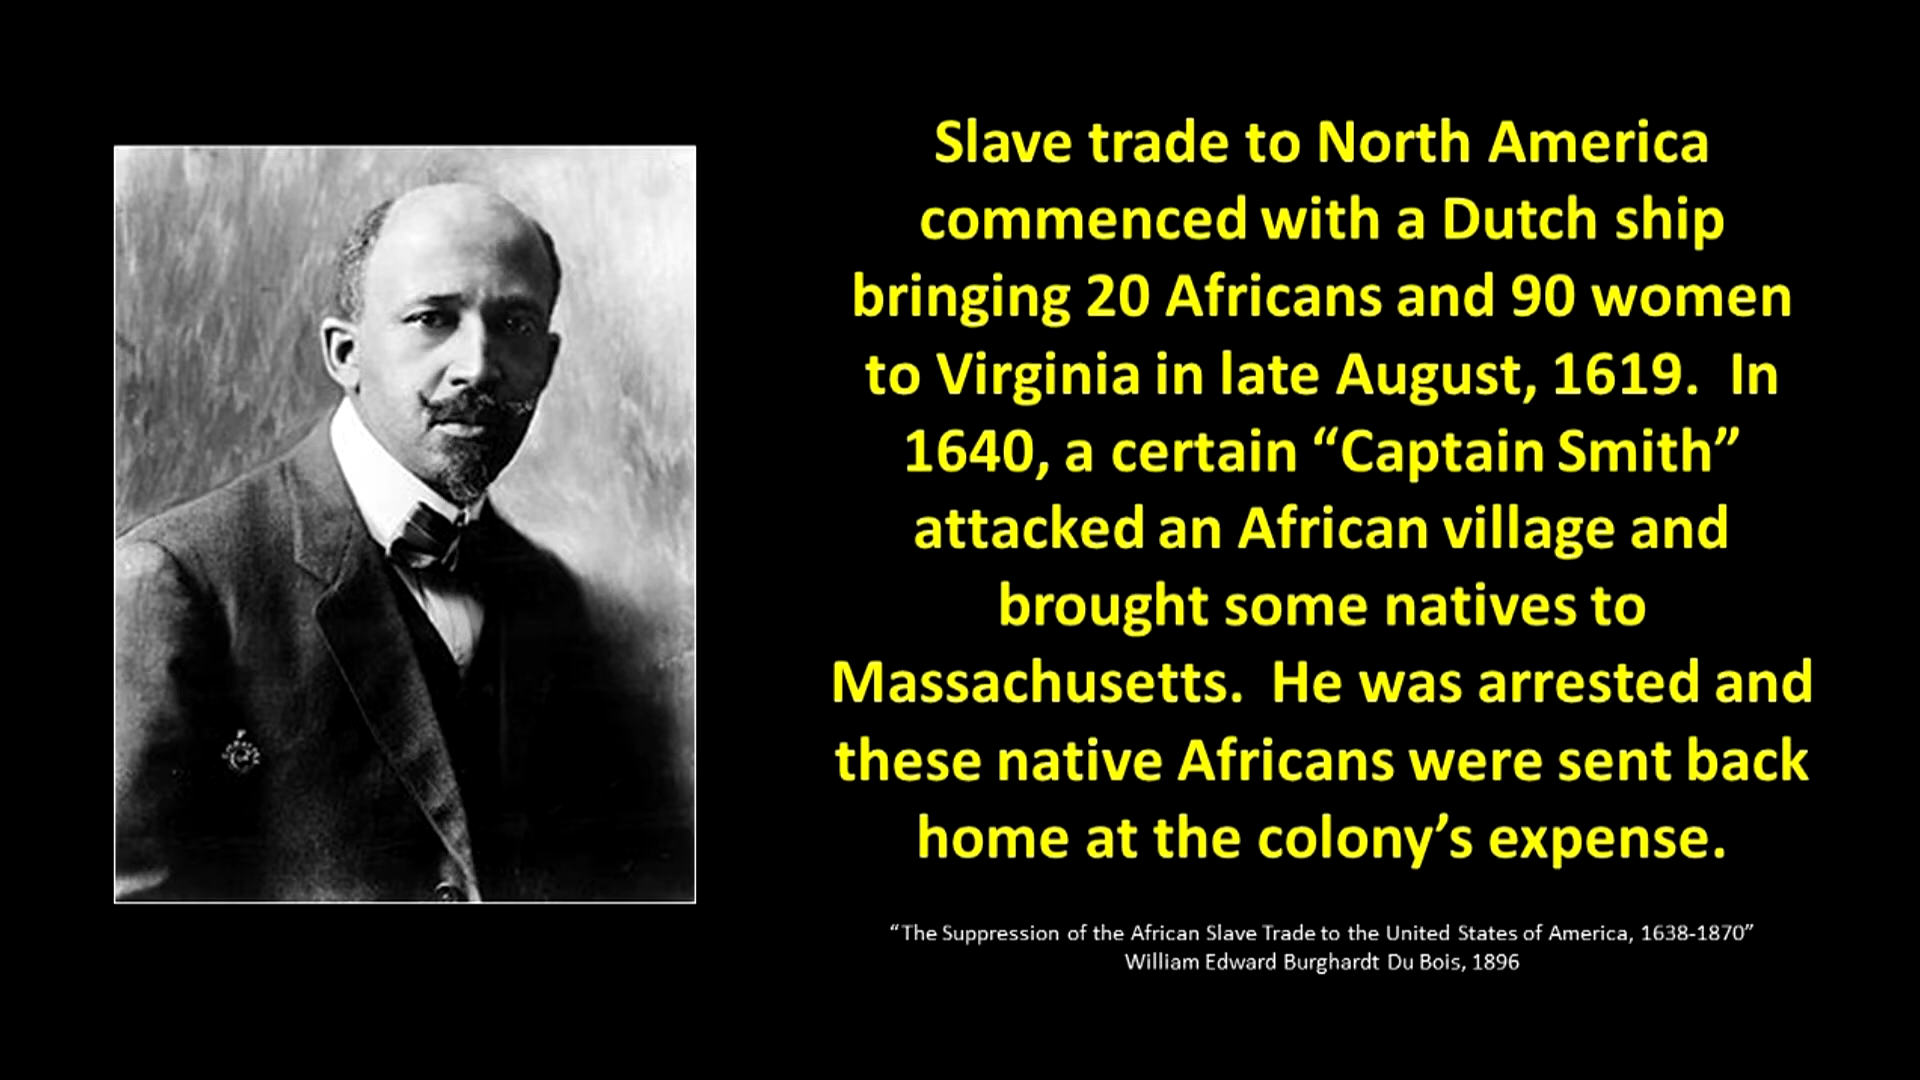 Slave trade to North America
commenced with a Dutch ship
bringing 20 Africans and 90 women
to Virginia in late August, 1619.  In
1640, a certain “Captain Smith”
attacked an African village and
brought some natives to
Massachusetts.  He was arrested and
these native Africans were sent back
home at the colony’s expense.
“The Suppression of the African Slave Trade to the United States of America, 1638-1870”
William Edward Burghardt Du Bois, 1896